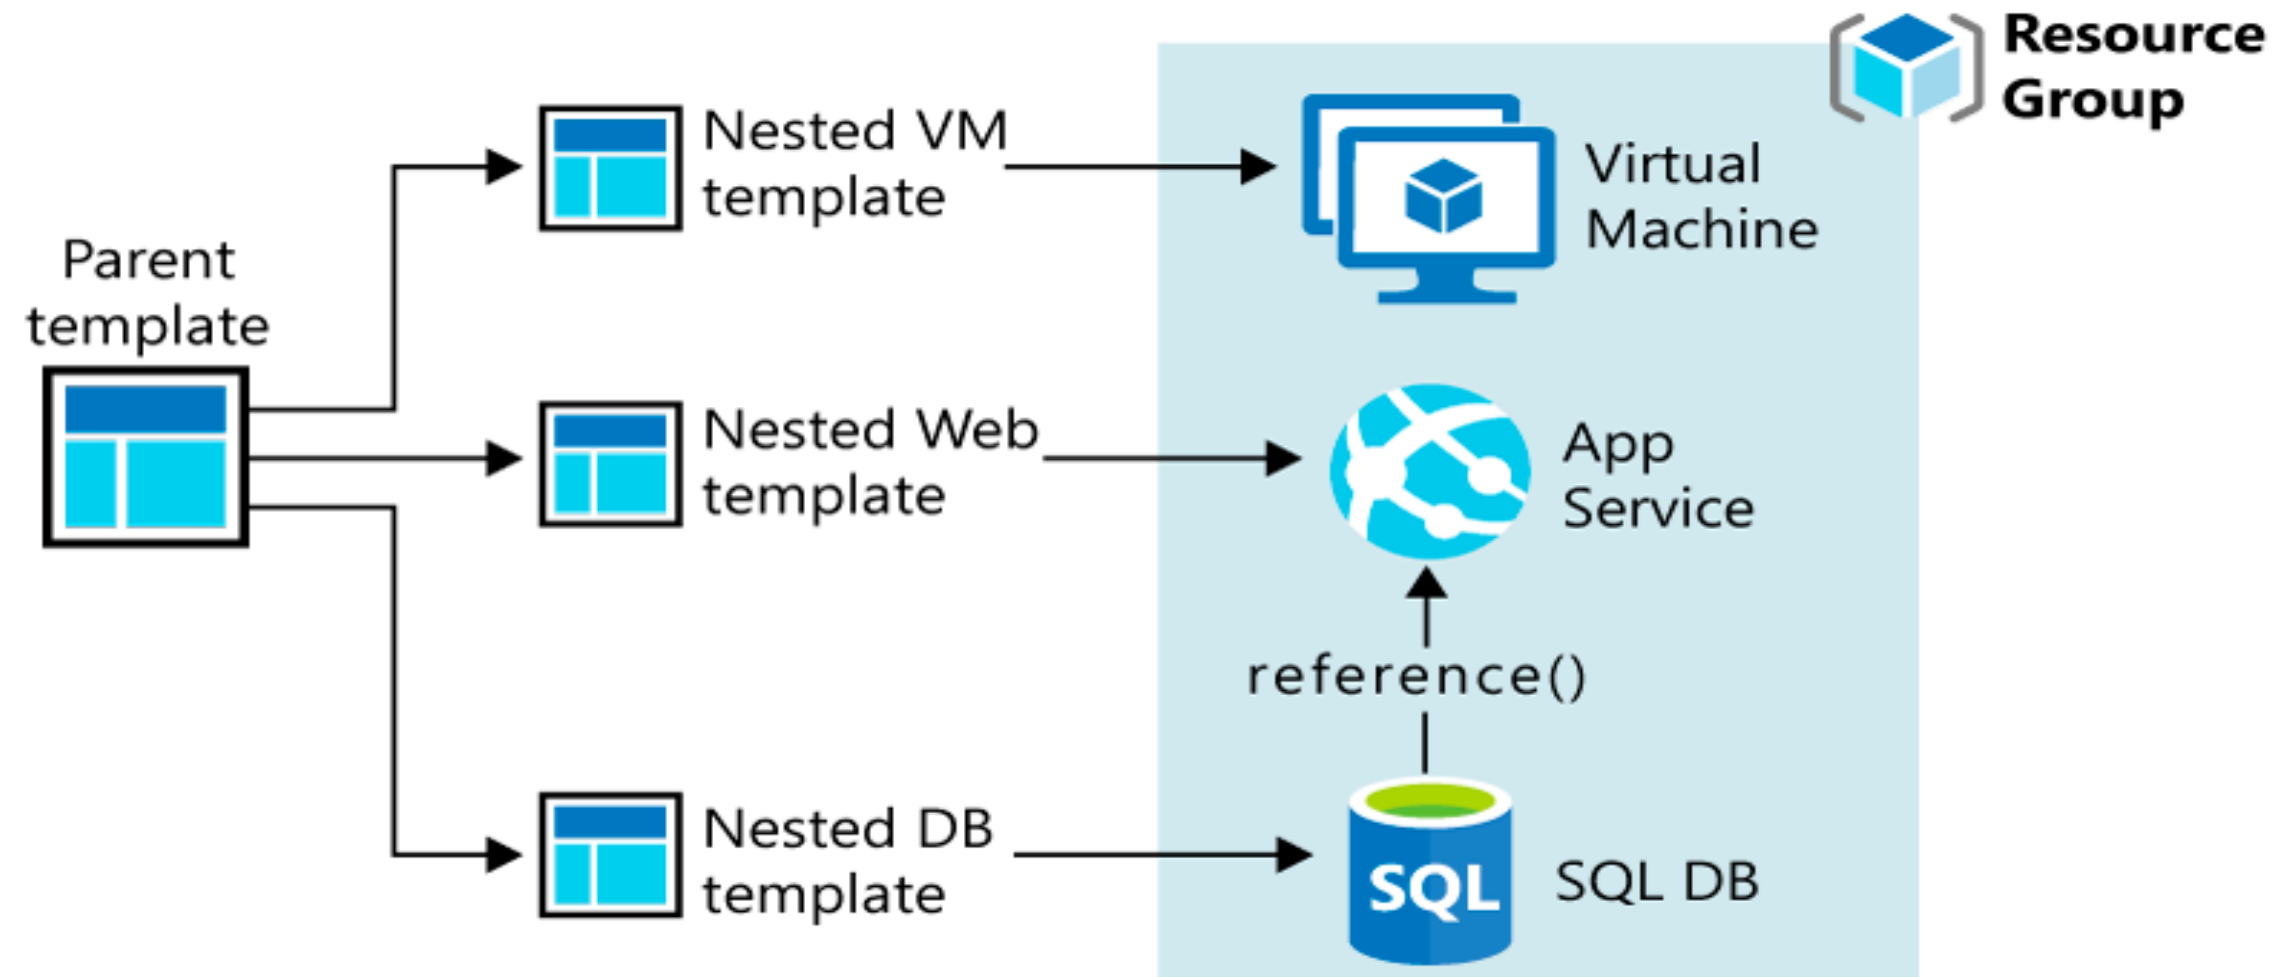 Resource
Group
Nested VM
template
Virtual
Machine
Parent
template
Nested Web
template
App
Service
reference()
Nested DB
template
SQL
SQL DB